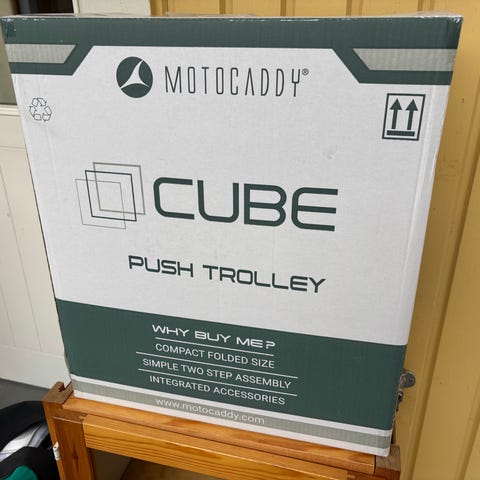 MOTOCADDY®
CUBE
PUSH TROLLEY
WHY BUY ME?
COMPACT FOLDED SIZE
SIMPLE TWO STEP ASSEMBLY
INTEGRATED ACCESSORIES
www.motocaddy.com